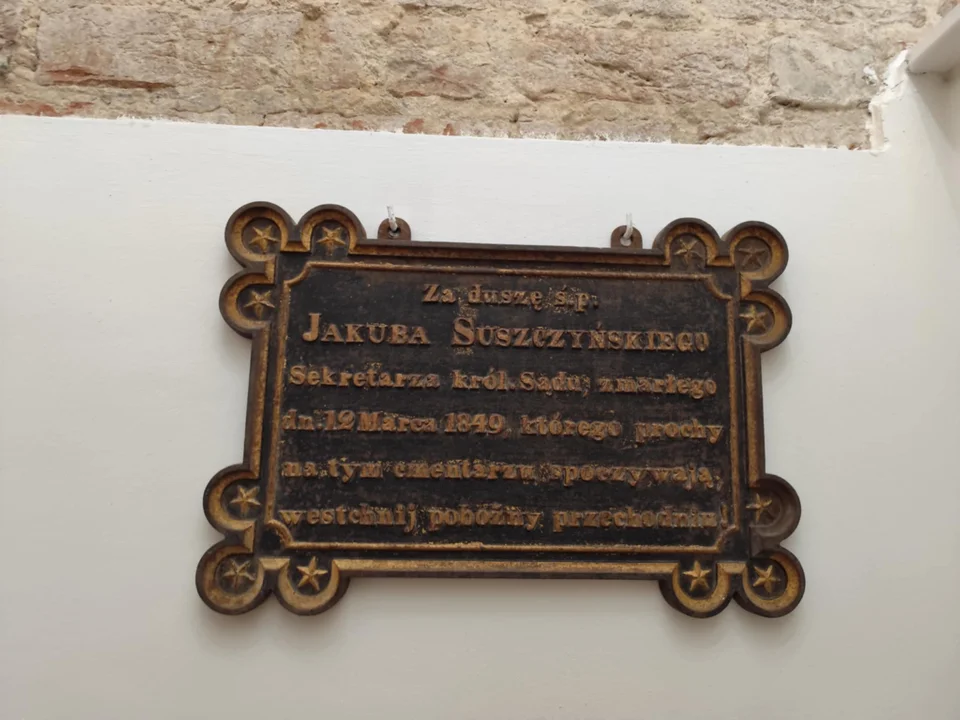 Za duszę ś.p.
JAKUBA SUSZCZYŃSKIEGO
Sekretarza król. Sądu, zmarłego
dn. 12 Marca 1849, którego prochy
na tym cmentarzu spoczywają,
westchnij pobożny przechodniu!